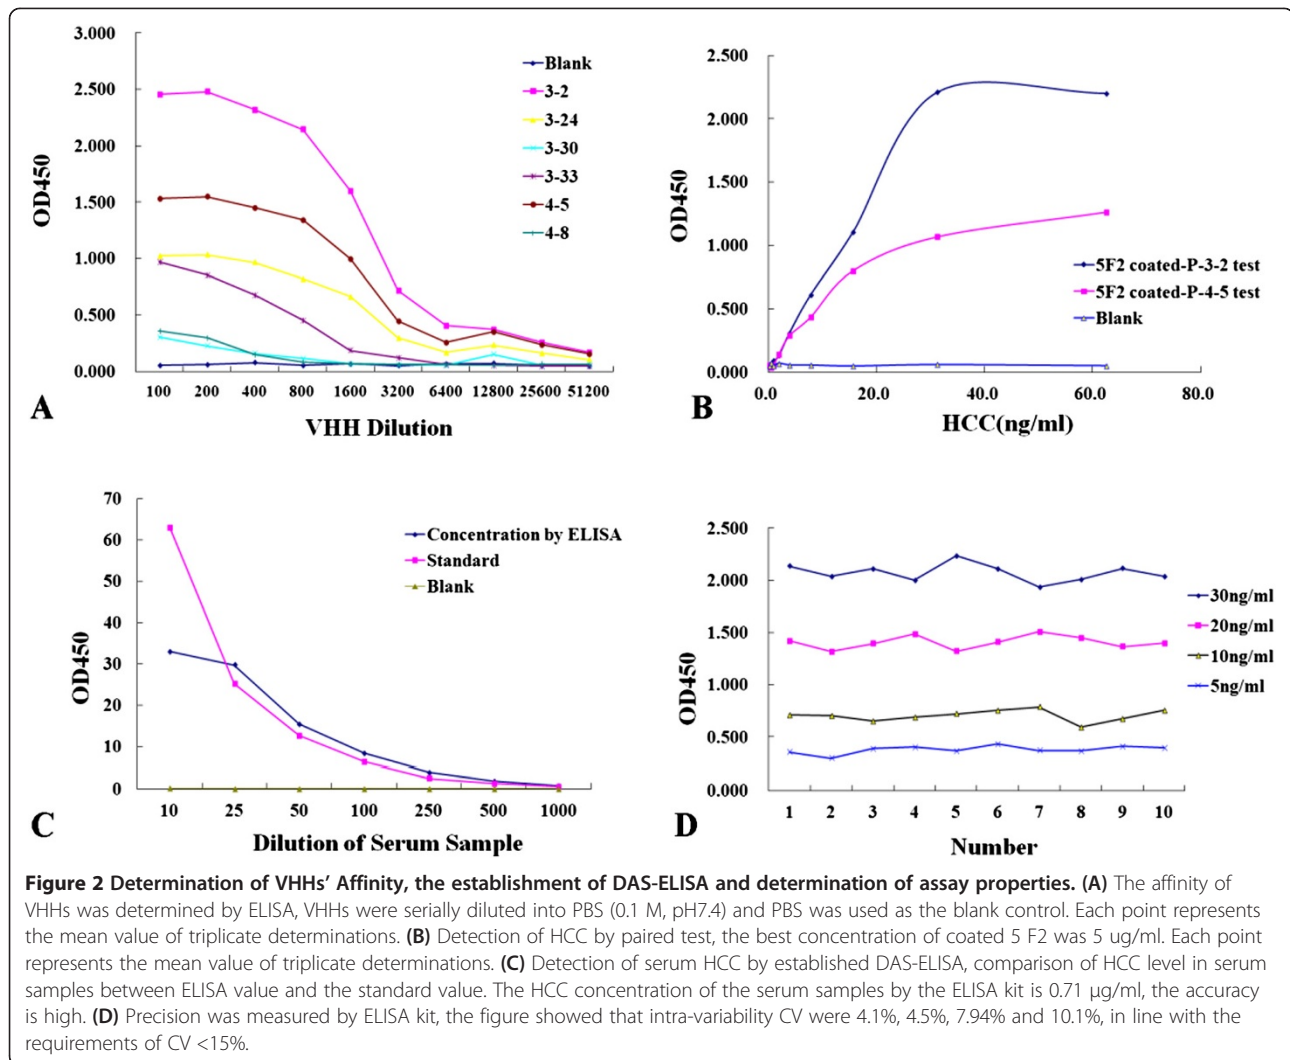 3.000
2.500
2.000
1.500
1.000
0.500
0.000
OD450
Blank
3-2
3-24
3-30
3-33
4-5
4-8
100 200 400 800 1600 3200 6400 12800 25600 51200
VHH Dilution
A
2.500
2.000
1.500
1.000
0.500
0.000
OD450
5F2 coated-P-3-2 test
5F2 coated-P-4-5 test
Blank
0.0 20.0 40.0 60.0 80.0
HCC(ng/ml)
B
70
60
50
40
30
20
10
0
OD450
Concentration by ELISA
Standard
Blank
10 25 50 100 250 500 1000
Dilution of Serum Sample
C
2.500
2.000
1.500
1.000
0.500
0.000
OD450
30ng/ml
20ng/ml
10ng/ml
5ng/ml
1 2 3 4 5 6 7 8 9 10
Number
D
Figure 2 Determination of VHHs’ Affinity, the establishment of DAS-ELISA and determination of assay properties. (A) The affinity of
VHHs was determined by ELISA, VHHs were serially diluted into PBS (0.1 M, pH7.4) and PBS was used as the blank control. Each point represents
the mean value of triplicate determinations. (B) Detection of HCC by paired test, the best concentration of coated 5 F2 was 5 ug/ml. Each point
represents the mean value of triplicate determinations. (C) Detection of serum HCC by established DAS-ELISA, comparison of HCC level in serum
samples between ELISA value and the standard value. The HCC concentration of the serum samples by the ELISA kit is 0.71 μg/ml, the accuracy
is high. (D) Precision was measured by ELISA kit, the figure showed that intra-variability CV were 4.1%, 4.5%, 7.94% and 10.1%, in line with the
requirements of CV <15%.